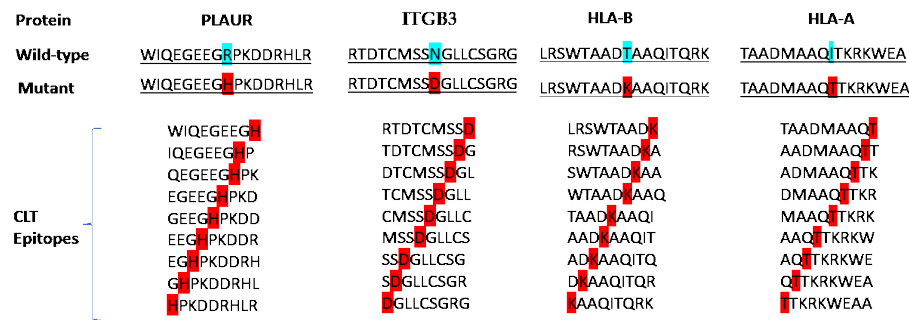 Protein PLAUR ITGB3 HLA-B HLA-A
Wild-type WIQEGEEGRPKDDRHLR RTDTCMSSNGLLCSGRG LRSWTAADTAAQITQRK TAADMAAQITKRKWEA
Mutant WIQEGEEGHPKDDRHLR RTDTCMSSDGLLCSGRG LRSWTAADKAAQITQRK TAADMAAQTTKRKWEA
WIQEGEEGH RTDTCMSSD LRSWTAADK TAADMAAQT
IQEGEEGHP TDTCMSSDG RSWTAADKA AADMAAQTT
QEGEEGHPK DTCMSSDGL SWTAADKAA ADMAAQTTK
EGEEGHPKD TCMSSDGLL WTAADKAAQ DMAAQTTKR
CLT GEEGHPKDD CMSSDGLLC TAADKAAQI MAAQTTKRK
Epitopes EEGHPKDDR MSSDGLLCS AADKAAQIT AAQTTKRKW
EGHPKDDRH SSDGLLCSG ADKAAQITQ AQTTKRKWE
GHPKDDRHL SDGLLCSGR DKAAQITQR QTTKRKWEA
HPKDDRHLR DGLLCSGRG KAAQITQRK TTKRKWEAA